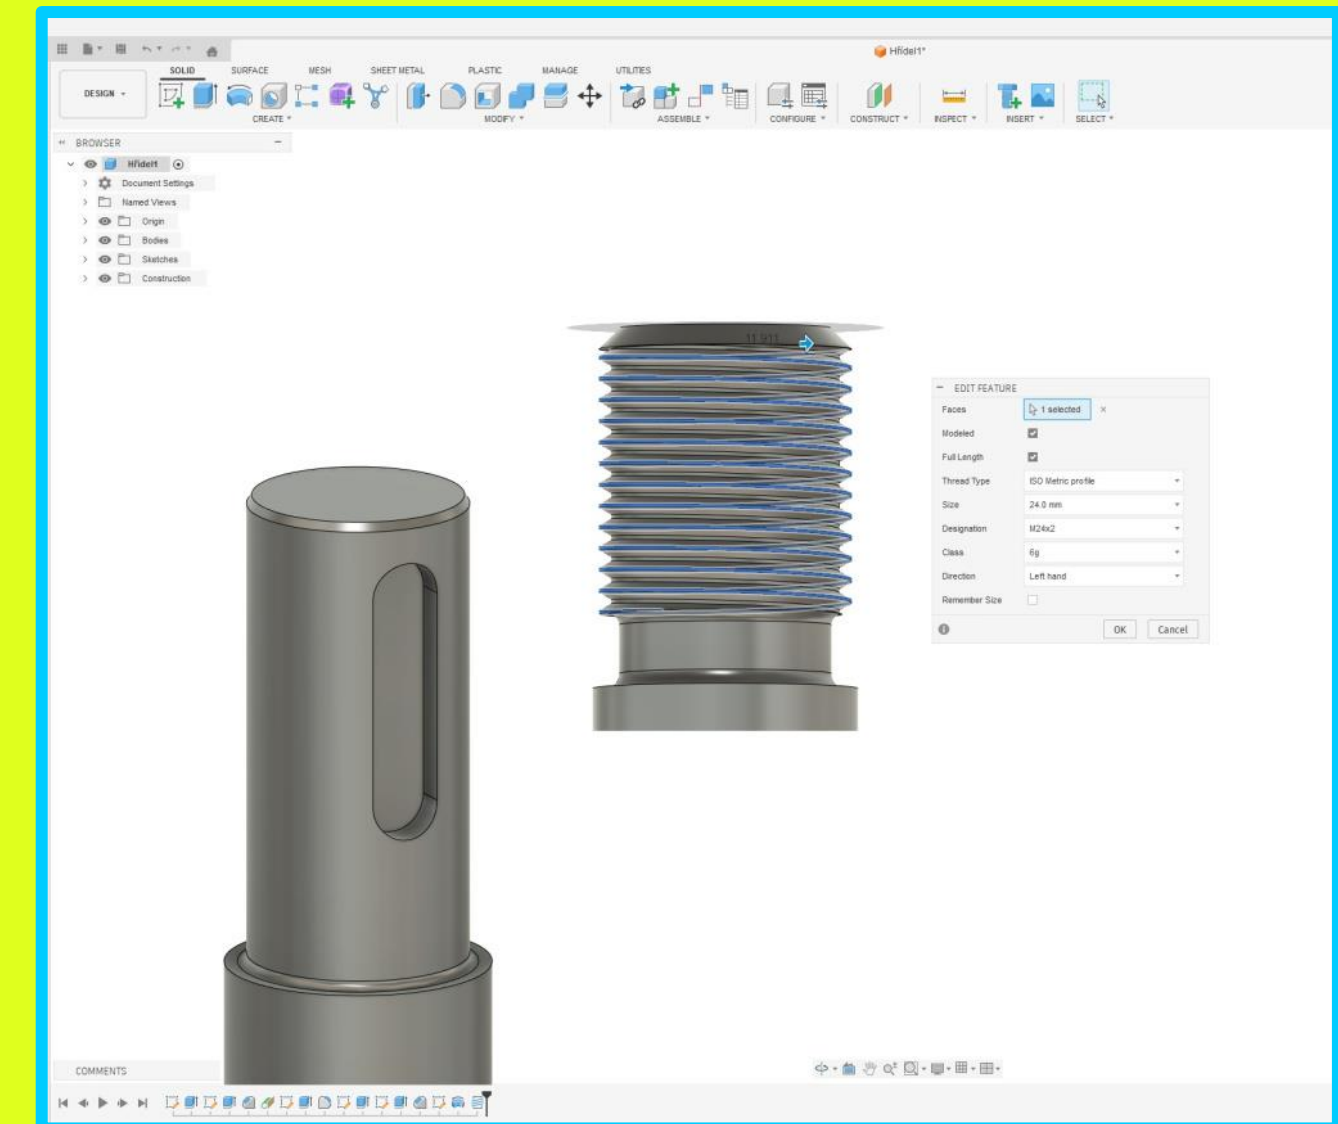 Hřídel1*
SOLID SURFACE MESH SHEET METAL PLASTIC MANAGE UTILITIES
DESIGN
CREATE MODIFY ASSEMBLE CONFIGURE CONSTRUCT INSPECT INSERT SELECT
BROWSER
Hřídel1
Document Settings
Named Views
Origin
Bodies
Sketches
Construction
11.911
EDIT FEATURE
Faces 1 selected
Modeled
Full Length
Thread Type ISO Metric profile
Size 24.0 mm
Designation M24x2
Class 6g
Direction Left hand
Remember Size
OK Cancel
COMMENTS